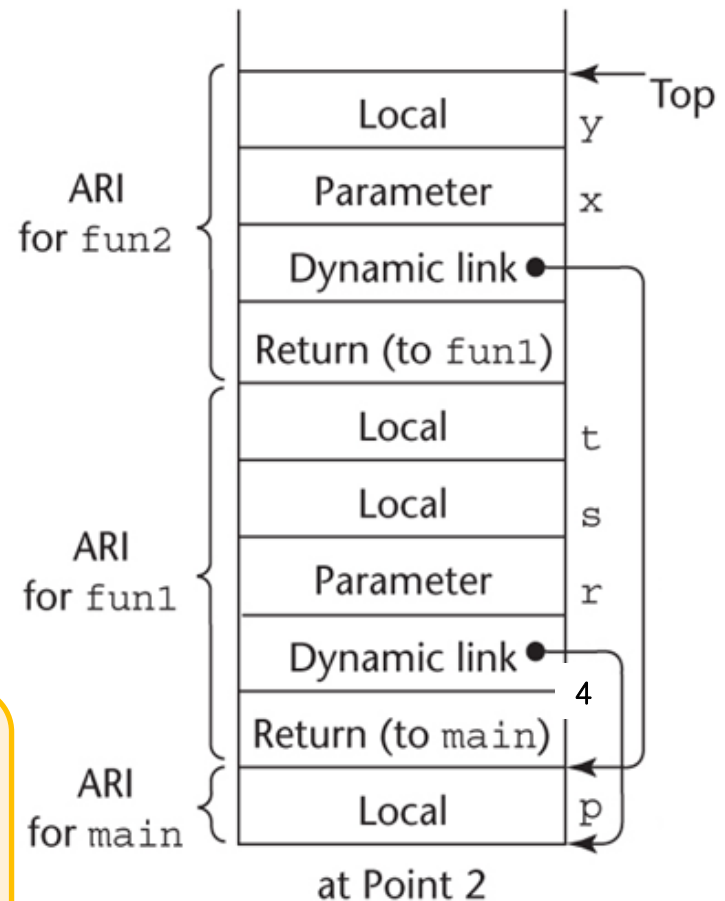 Top
Local
y
ARI
for fun2
Parameter
x
Dynamic link
Return (to fun1)
Local
t
Local
s
ARI
for fun1
Parameter
r
Dynamic link
4
Return (to main)
ARI
for main
Local
p
at Point 2